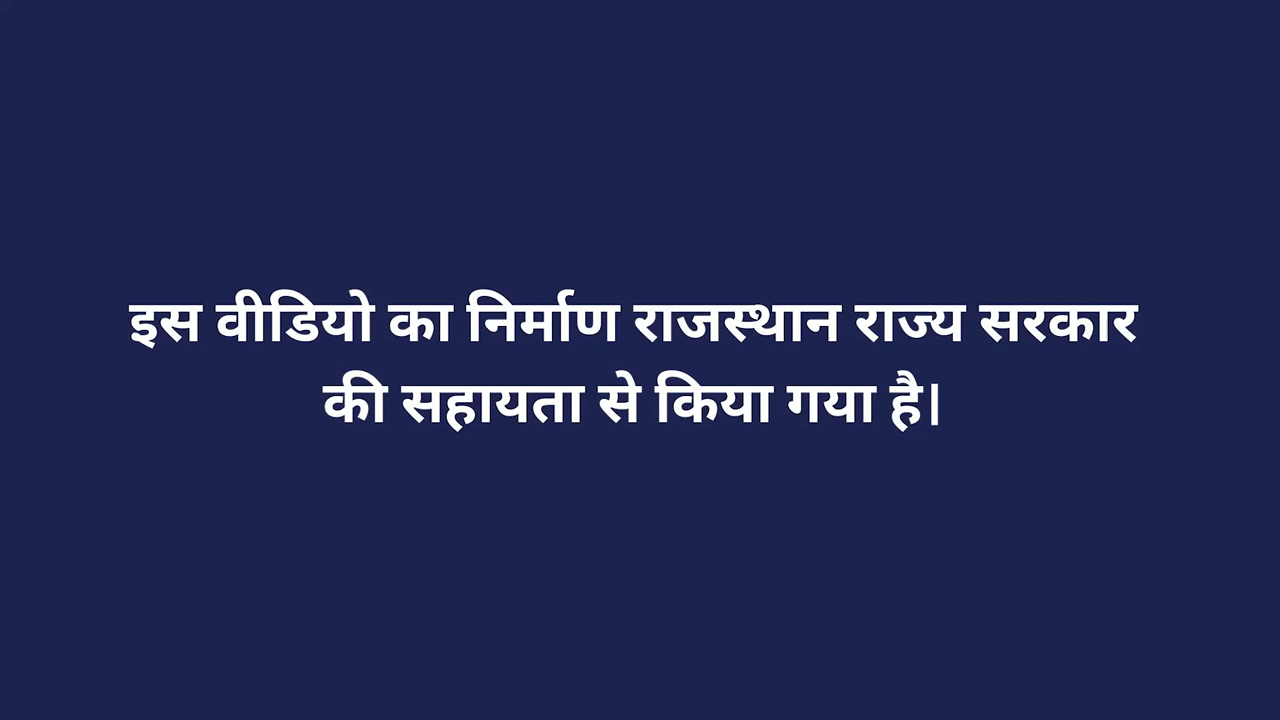 इस वीडियो का निर्माण राजस्थान राज्य सरकार
की सहायता से किया गया है।